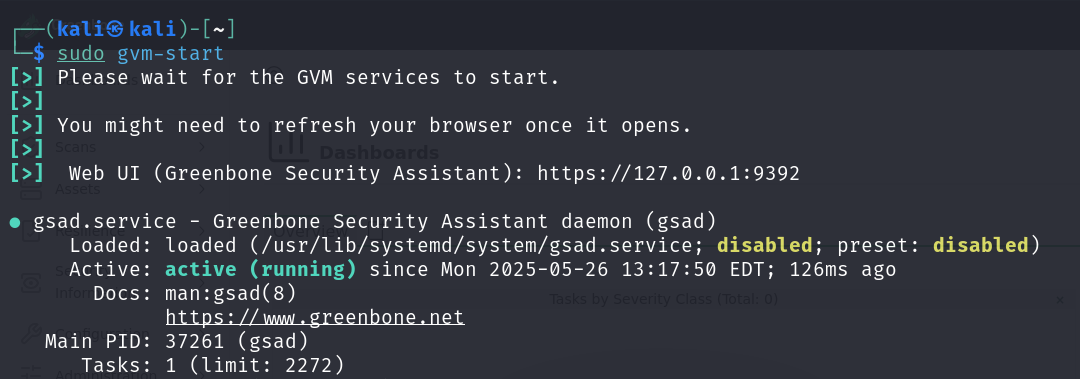 ┌──(kali㉿kali)-[~]
└─$ sudo gvm-start
[>] Please wait for the GVM services to start.
[>]
[>] You might need to refresh your browser once it opens.
[>]
[>]  Web UI (Greenbone Security Assistant): https://127.0.0.1:9392
● gsad.service - Greenbone Security Assistant daemon (gsad)
Loaded: loaded (/usr/lib/systemd/system/gsad.service; disabled; preset: disabled)
Active: active (running) since Mon 2025-05-26 13:17:50 EDT; 126ms ago
Docs: man:gsad(8)
https://www.greenbone.net
Main PID: 37261 (gsad)
Tasks: 1 (limit: 2272)
Scans
Dashboards
Assets
Tasks by Severity Class (Total: 0)
Configuration
Administration